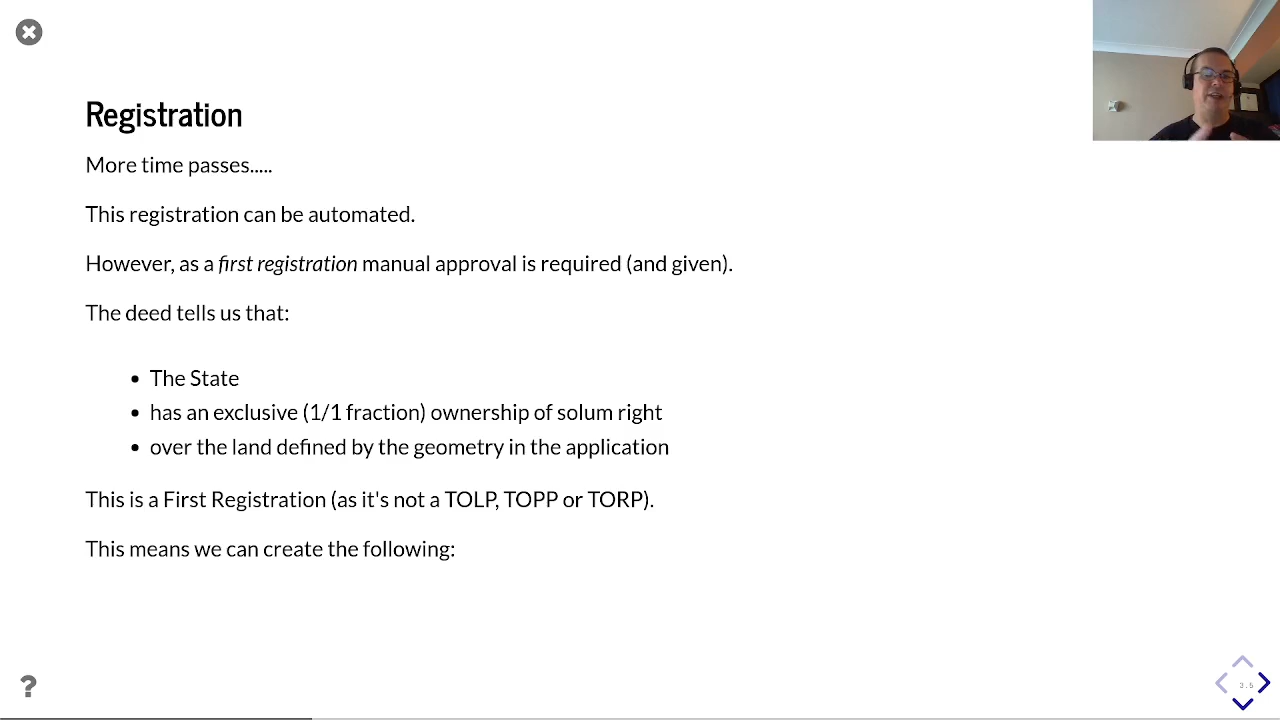 Registration
More time passes.....
This registration can be automated.
However, as a first registration manual approval is required (and given).
The deed tells us that:
• The State
• has an exclusive (1/1 fraction) ownership of solum right
• over the land defined by the geometry in the application
This is a First Registration (as it's not a TOLP, TOPP or TORP).
This means we can create the following:
?